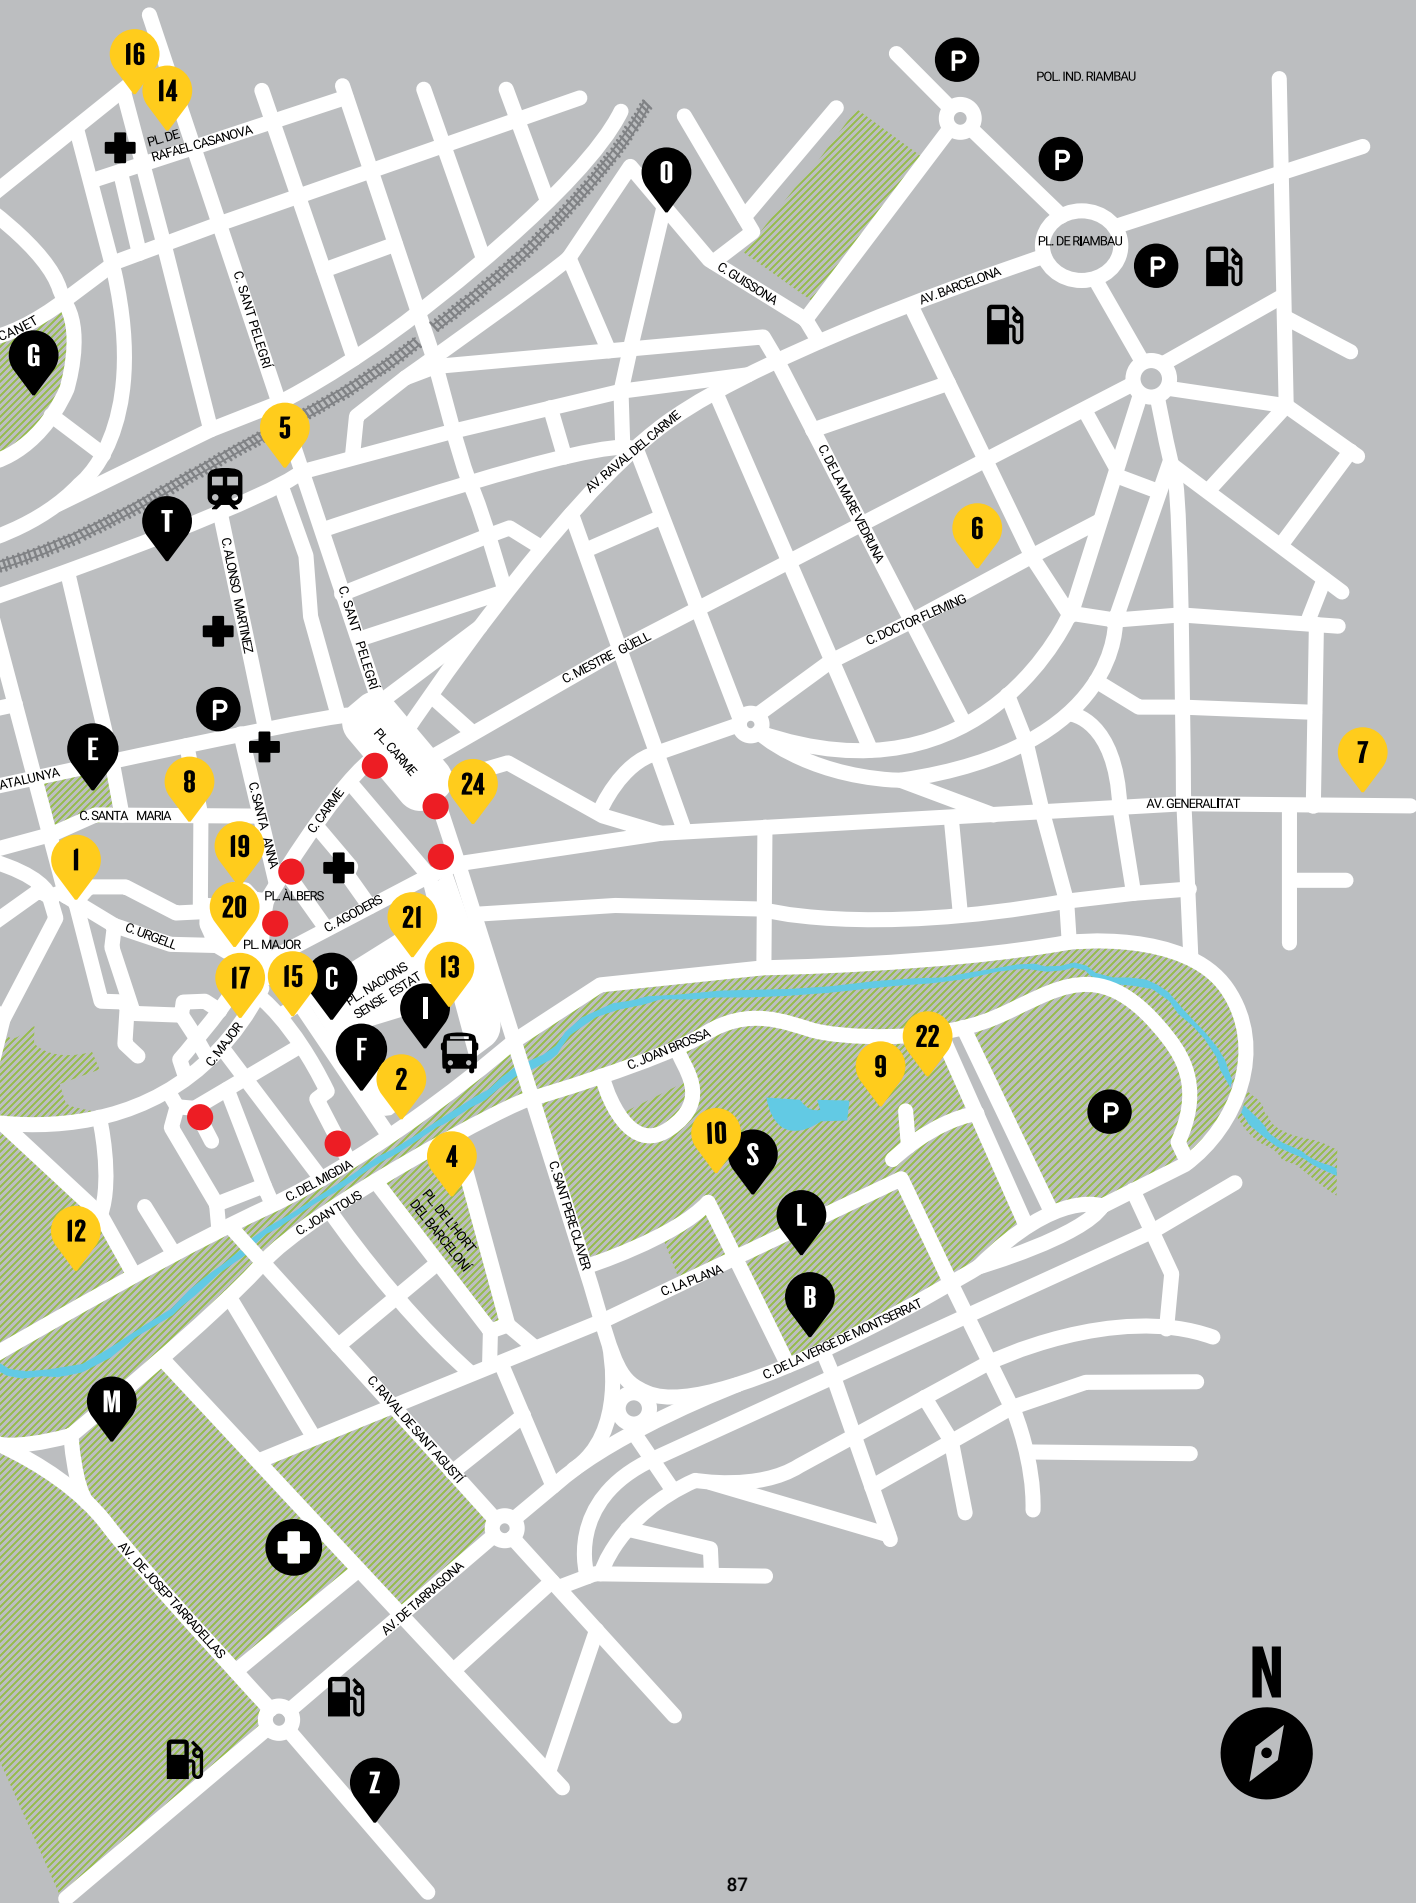 16
14
P
POL. IND. RIAMBAU
PL. DE
RAFAEL CASANOVA
P
O
PL. DE RIAMBAU
P
C. GUISSONA
AV. BARCELONA
C. SANT PELEGRÍ
CANET
G
5
AV. RAVAL DEL CARME
C. DE LA MARE VEDRUNA
T
6
C. ALONSO MARTINEZ
C. SANT PELEGRÍ
C. DOCTOR FLEMING
C. MESTRE GÜELL
P
E
PL. CARME
7
ATALUNYA
8
24
C. SANTA ANNA
C. CARME
AV. GENERALITAT
C. SANTA MARIA
19
1
PL. ÀLBERS
20
C. AGODERS
21
C. URGELL
PL. MAJOR
17
15
C
PL. NACIONS
SENSE ESTAT
13
I
C. MAJOR
F
2
C. JOAN BROSSA
22
9
P
10
S
4
C. DEL MIGDIA
C. JOAN TOUS
PL. DE L'HORT
DEL BARCELONÍ
C. SANT PERE CLAVER
L
12
C. LA PLANA
B
C. DE LA VERGE DE MONTSERRAT
M
C. RAVAL DE SANT AGUSTÍ
AV. DE JOSEP TARRADELLAS
AV. DE TARRAGONA
N
Z
87